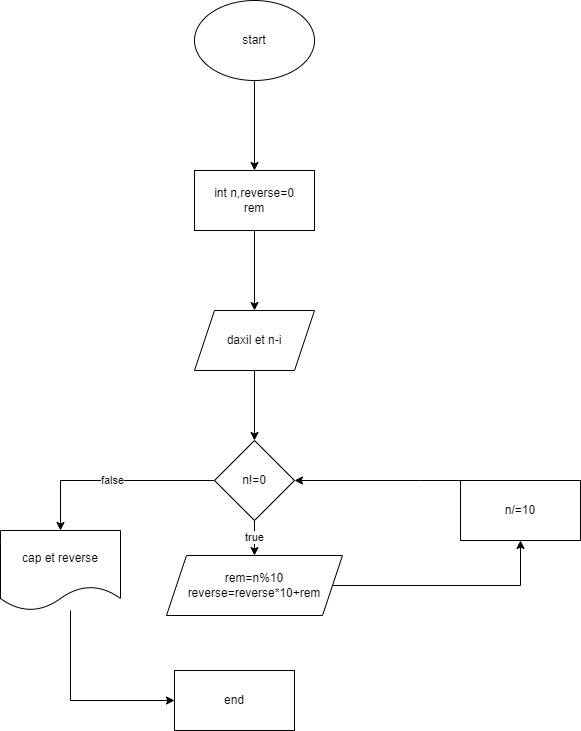 start
int n,reverse=0
rem
daxil et n-i
n!=0
false
true
n/=10
cap et reverse
rem=n%10
reverse=reverse*10+rem
end